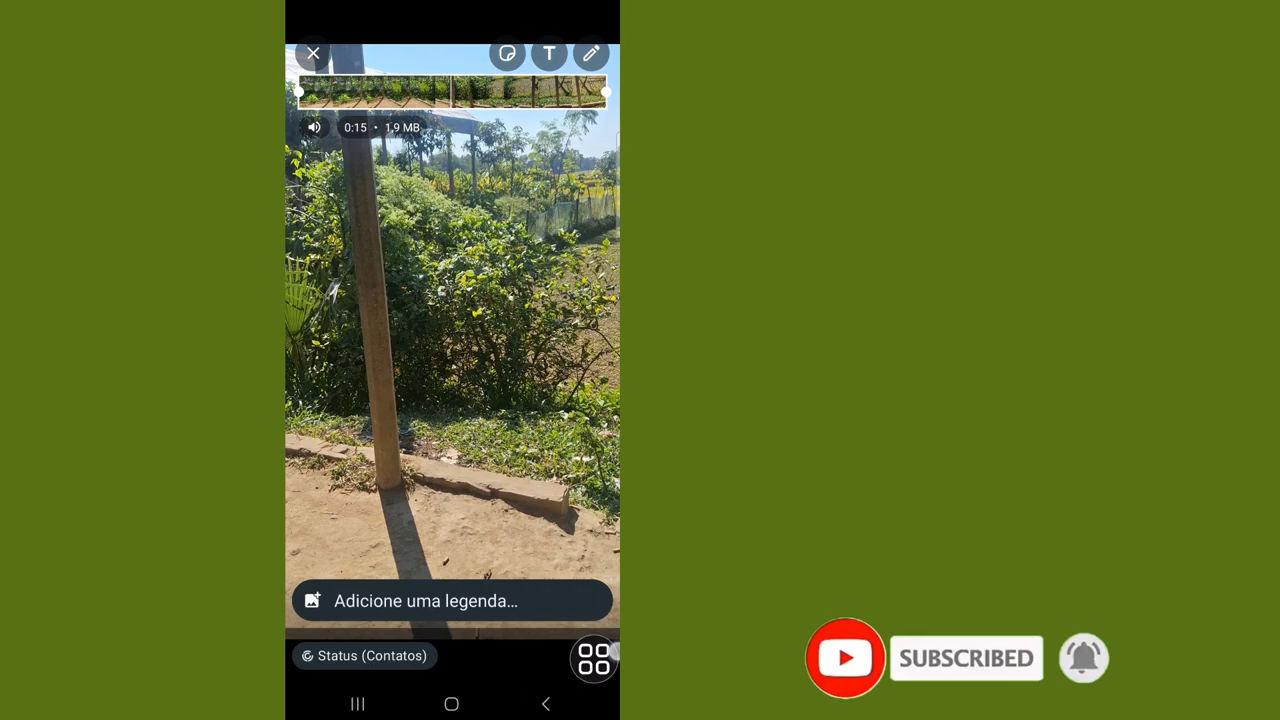 T
0:15 • 1,9 MB
Adicione uma legenda...
Status (Contatos)
SUBSCRIBED